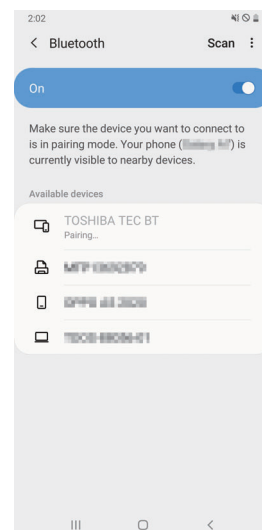 2:02
Bluetooth Scan
On
Make sure the device you want to connect to
is in pairing mode. Your phone ( ) is
currently visible to nearby devices.
Available devices
TOSHIBA TEC BT
Pairing...